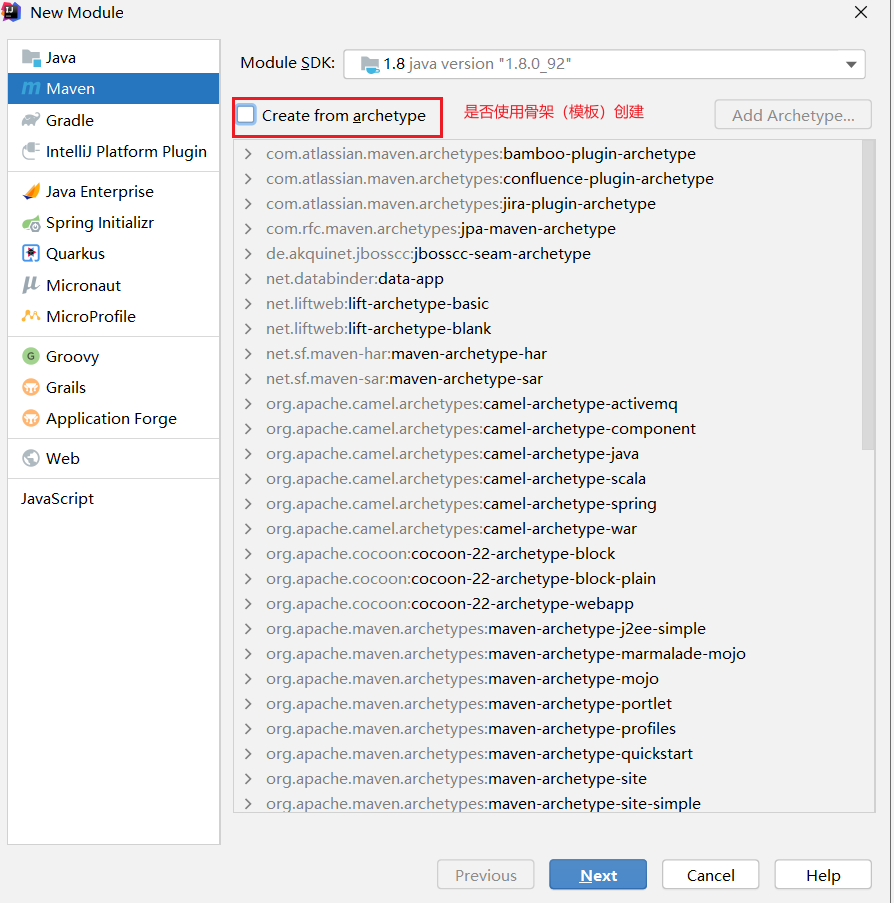 New Module
Java
Maven
Gradle
IntelliJ Platform Plugin
Java Enterprise
Spring Initializr
Quarkus
Micronaut
MicroProfile
Groovy
Grails
Application Forge
Web
JavaScript
Module SDK: 1.8 java version "1.8.0_92"
Create from archetype 是否使用骨架（模板）创建 Add Archetype...
com.atlassian.maven.archetypes:bamboo-plugin-archetype
com.atlassian.maven.archetypes:confluence-plugin-archetype
com.atlassian.maven.archetypes:jira-plugin-archetype
com.rfc.maven.archetypes:jpa-maven-archetype
de.akquinet.jbosscc:jbosscc-seam-archetype
net.databinder:data-app
net.liftweb:lift-archetype-basic
net.liftweb:lift-archetype-blank
net.sf.maven-har:maven-archetype-har
net.sf.maven-sar:maven-archetype-sar
org.apache.camel.archetypes:camel-archetype-activemq
org.apache.camel.archetypes:camel-archetype-component
org.apache.camel.archetypes:camel-archetype-java
org.apache.camel.archetypes:camel-archetype-scala
org.apache.camel.archetypes:camel-archetype-spring
org.apache.camel.archetypes:camel-archetype-war
org.apache.cocoon:cocoon-22-archetype-block
org.apache.cocoon:cocoon-22-archetype-block-plain
org.apache.cocoon:cocoon-22-archetype-webapp
org.apache.maven.archetypes:maven-archetype-j2ee-simple
org.apache.maven.archetypes:maven-archetype-marmalade-mojo
org.apache.maven.archetypes:maven-archetype-mojo
org.apache.maven.archetypes:maven-archetype-portlet
org.apache.maven.archetypes:maven-archetype-profiles
org.apache.maven.archetypes:maven-archetype-quickstart
org.apache.maven.archetypes:maven-archetype-site
org.apache.maven.archetypes:maven-archetype-site-simple
Previous Next Cancel Help